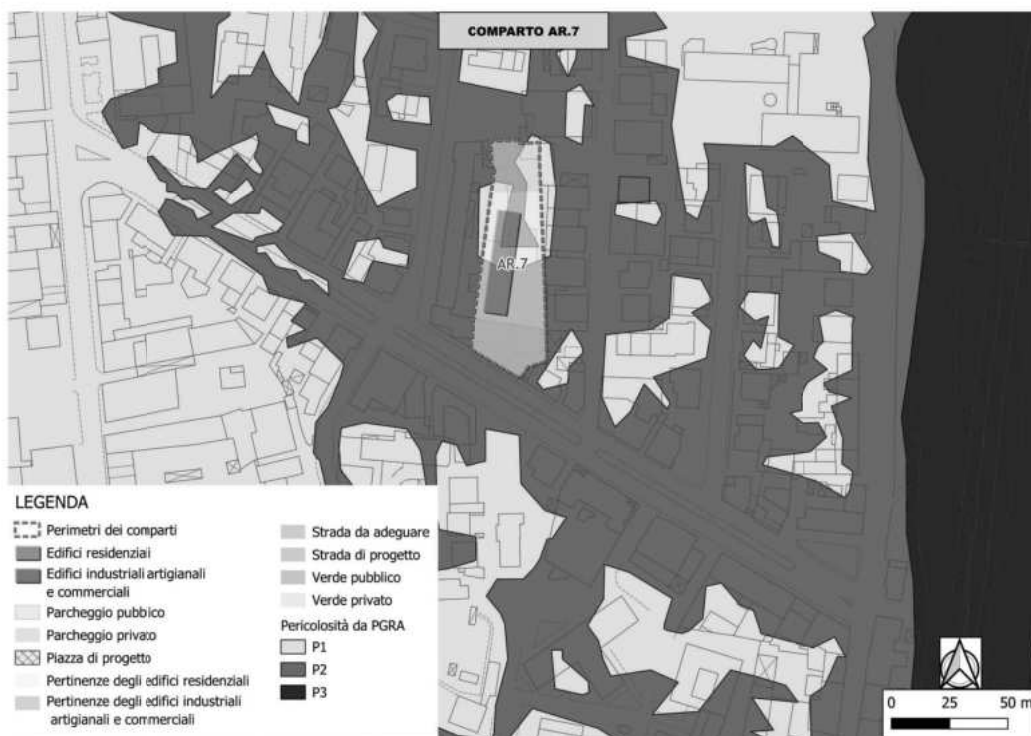 COMPARTO AR.7
AR.7
LEGENDA
Perimetri dei comparti
Edifici residenziai
Edifici industriali artigianali
e commerciali
Parcheggio pubbico
Parcheggio privato
Piazza di progetto
Pertinenze degli edifici residenziali
Pertinenze degli edifici industriali
artigianali e commerciali
Strada da adeguare
Strada di progetto
Verde pubblico
Verde privato
Pericolosità da PGRA
P1
P2
P3
0 25 50 m